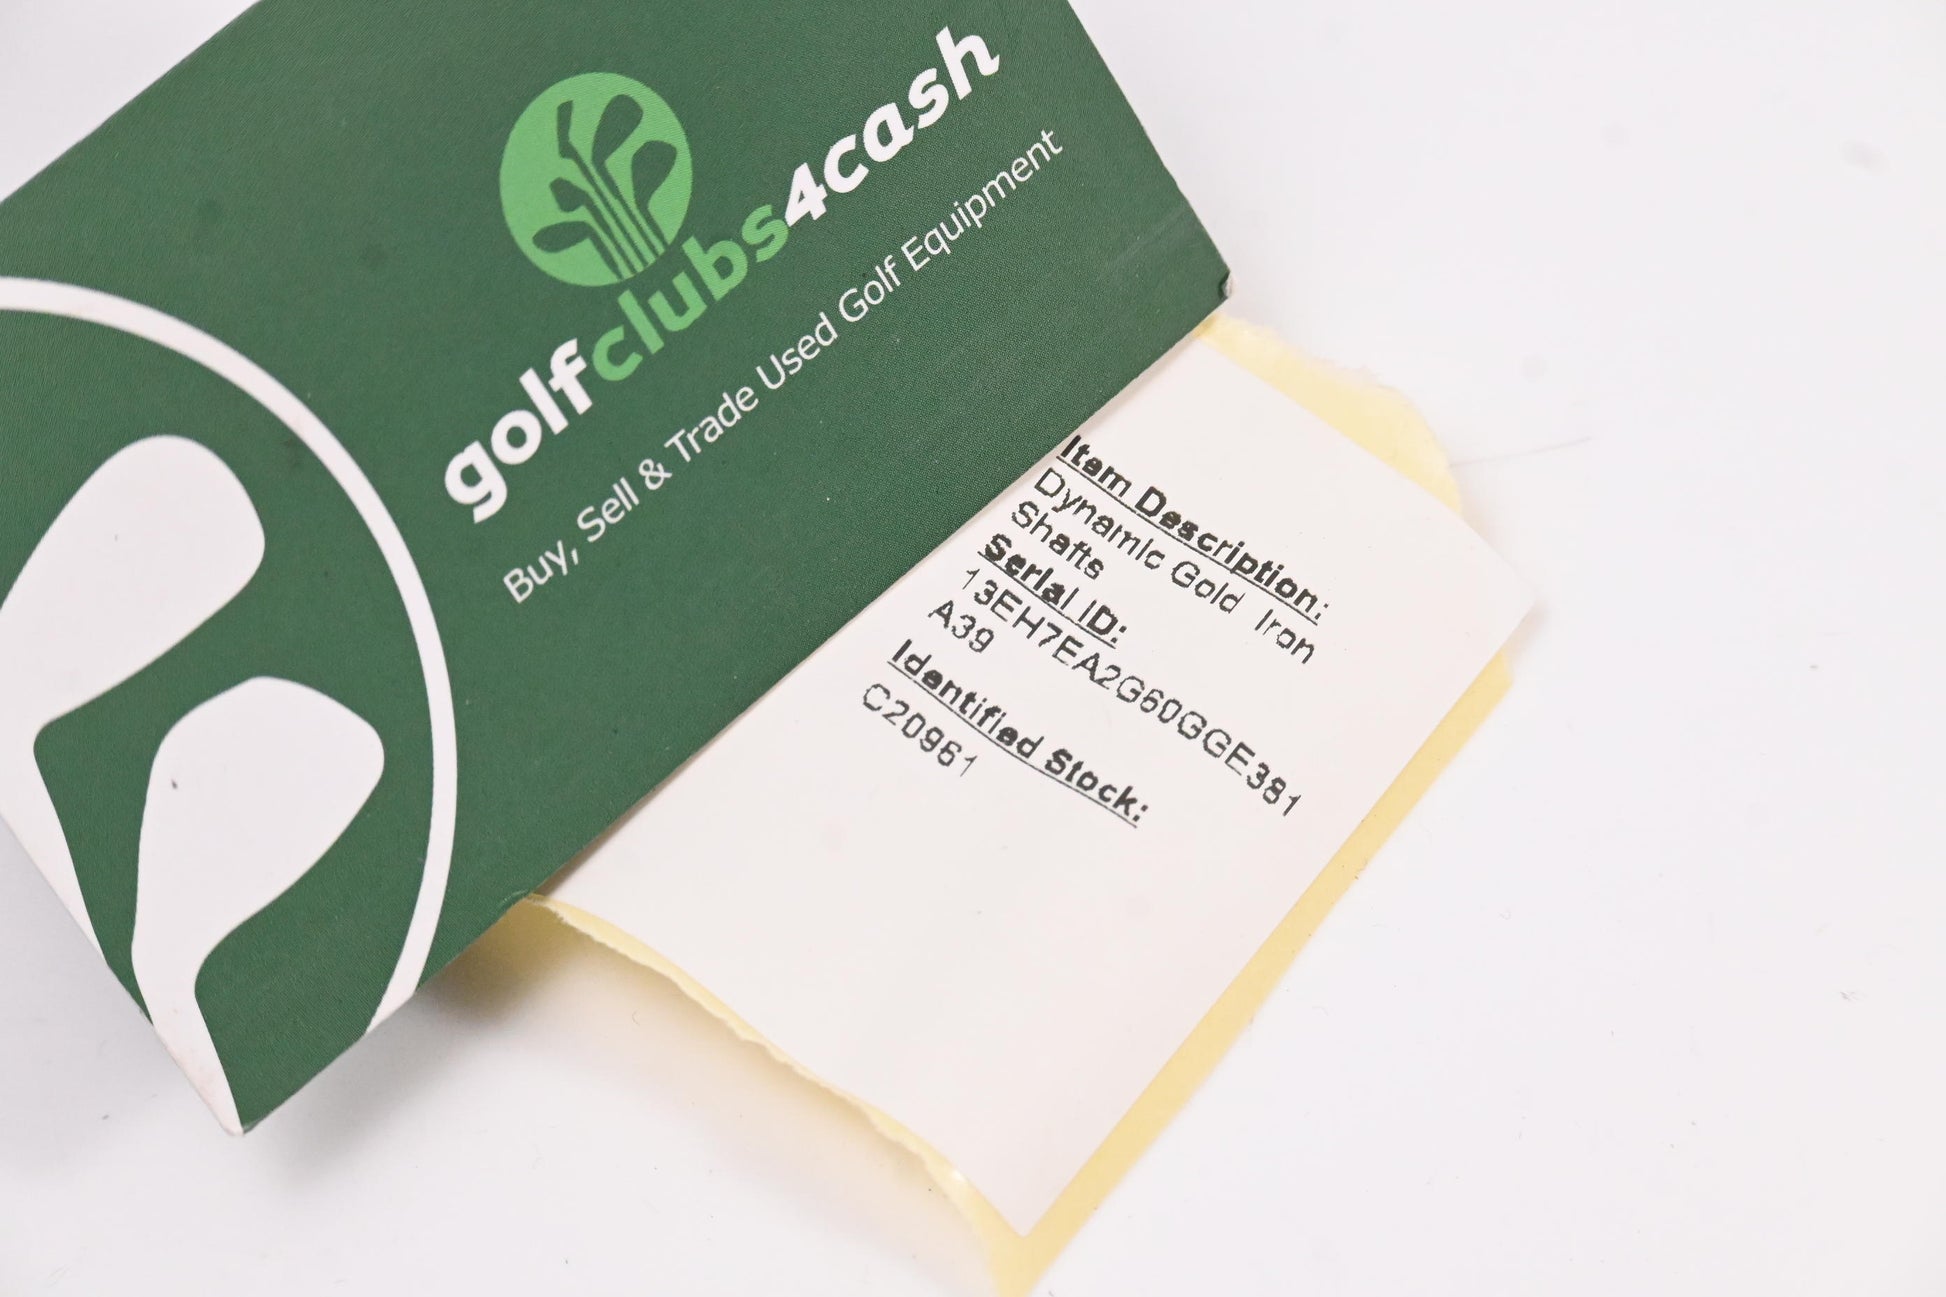 golfclubs4cash
Buy, Sell & Trade Used Golf Equipment
Item Description:
Dynamic Gold Iron
Shafts
Serial ID:
13EH7EA2G60GGE381
A39
Identified Stock:
C20961